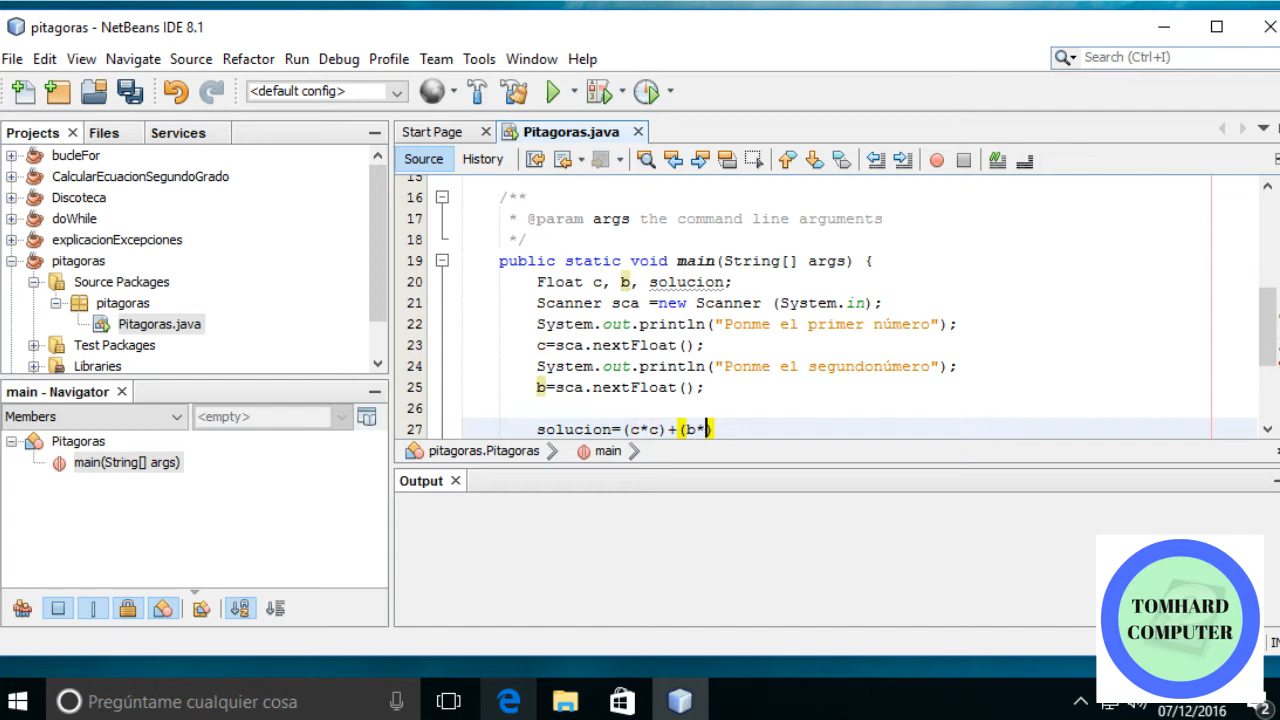 pitagoras - NetBeans IDE 8.1
File Edit View Navigate Source Refactor Run Debug Profile Team Tools Window Help
Search (Ctrl+I)
<default config>
Projects Files Services
Start Page Pitagoras.java
Source History
bucleFor
CalcularEcuacionSegundoGrado
Discoteca
doWhile
explicacionExcepciones
pitagoras
Source Packages
pitagoras
Pitagoras.java
Test Packages
Libraries
15
16 /**
17 * @param args the command line arguments
18 */
19 public static void main(String[] args) {
20 Float c, b, solucion;
21 Scanner sca =new Scanner (System.in);
22 System.out.println("Ponme el primer número");
23 c=sca.nextFloat();
24 System.out.println("Ponme el segundonúmero");
25 b=sca.nextFloat();
26
27 solucion=(c*c)+(b*)
pitagoras.Pitagoras main
main - Navigator
Members <empty>
Pitagoras
main(String[] args)
Output
TOMHARD
COMPUTER
Pregúntame cualquier cosa
07/12/2016
2